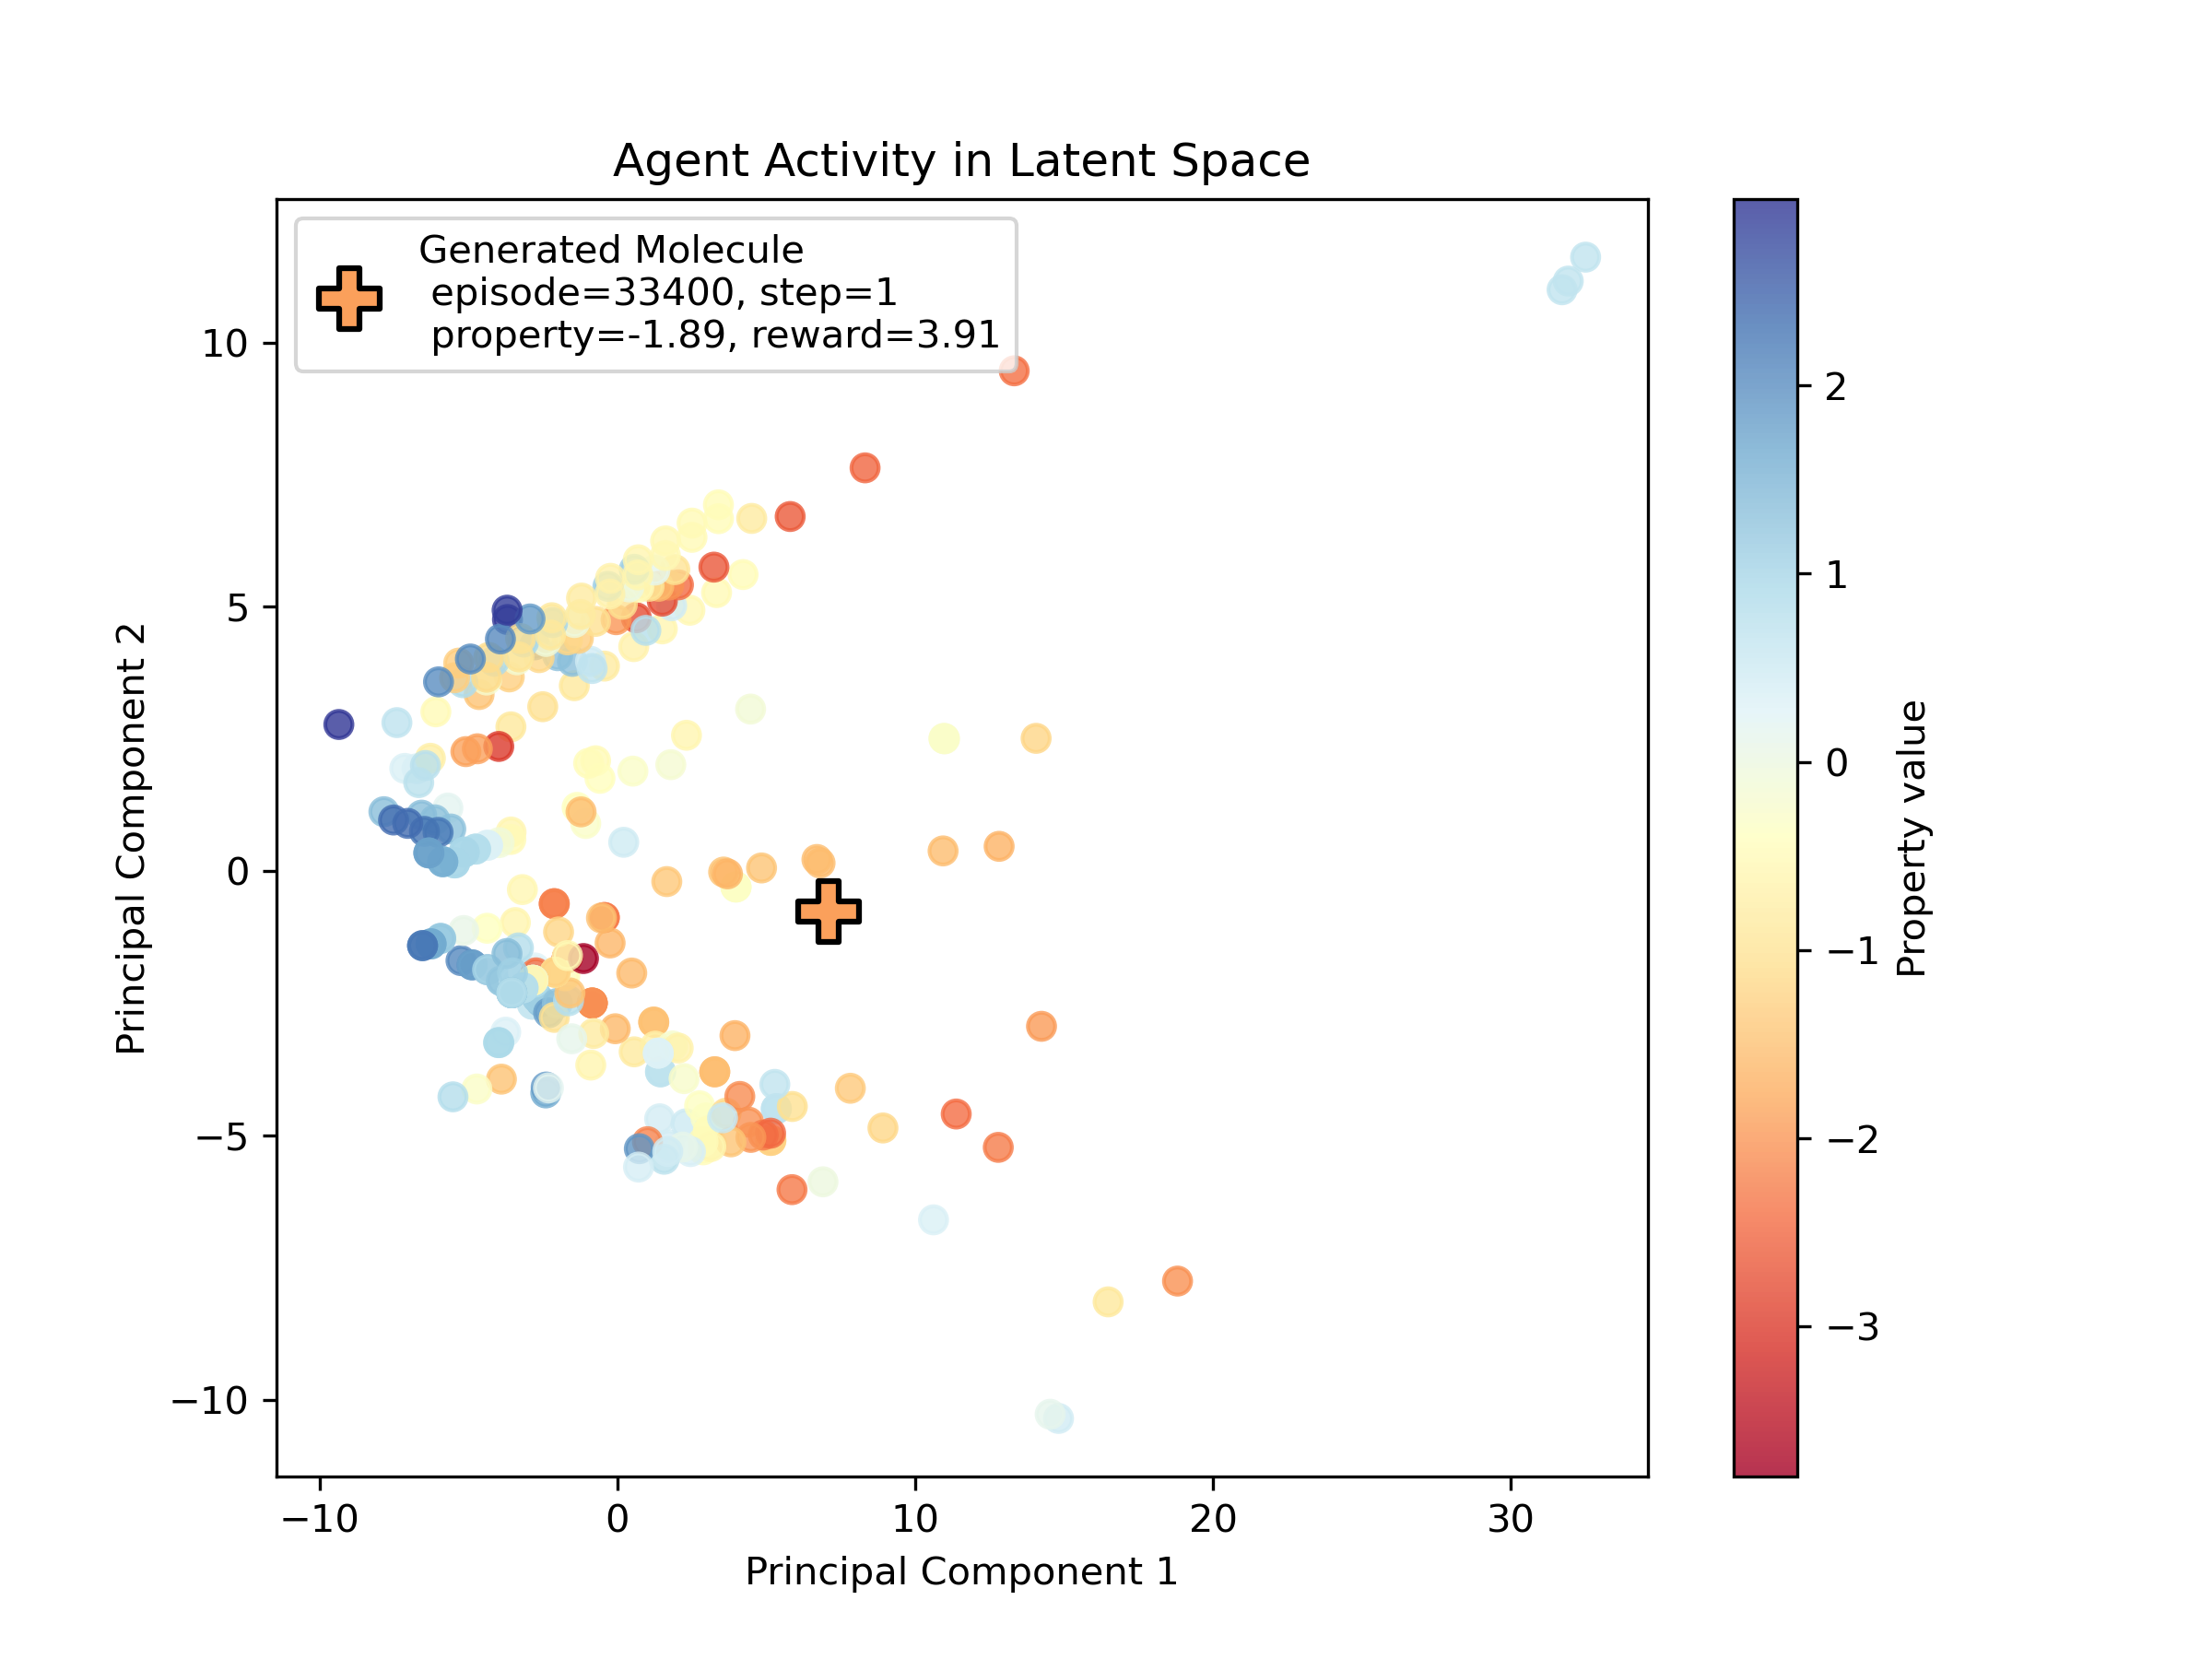 Agent Activity in Latent Space
Generated Molecule
episode=33400, step=1
property=-1.89, reward=3.91
10
5
0
−5
−10
Principal Component 2
−10
0
10
20
30
Principal Component 1
2
1
0
−1
−2
−3
Property value